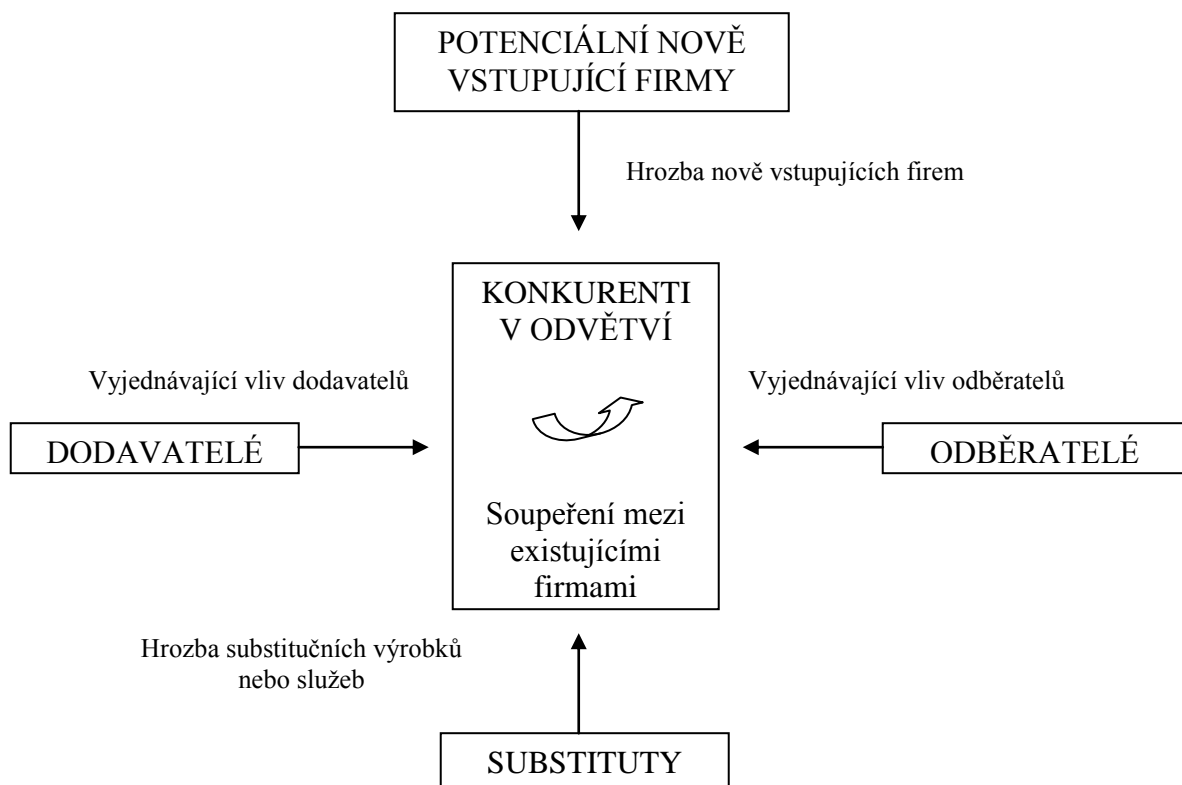 POTENCIÁLNÍ NOVĚ
VSTUPUJÍCÍ FIRMY
Hrozba nově vstupujících firem
KONKURENTI
V ODVĚTVÍ
Vyjednávající vliv dodavatelů
Vyjednávající vliv odběratelů
DODAVATELÉ
ODBĚRATELÉ
Soupeření mezi
existujícími
firmami
Hrozba substitučních výrobků
nebo služeb
SUBSTITUTY